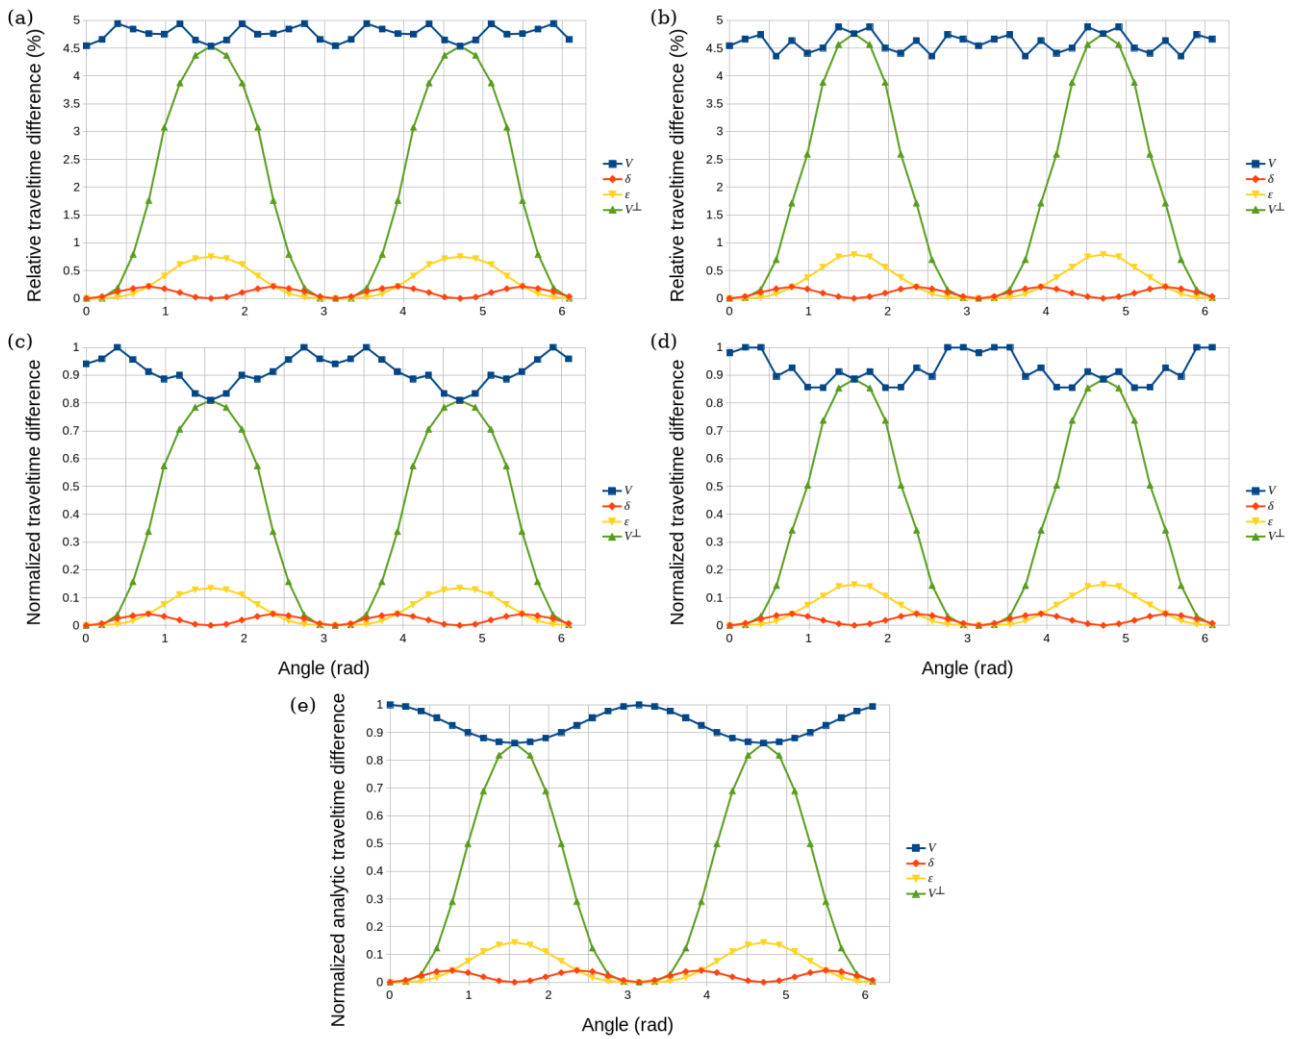 (a)
Relative traveltime difference (%)
5
4.5
4
3.5
3
2.5
2
1.5
1
0.5
0
0 1 2 3 4 5 6
V
δ
ε
V⊥
(b)
Relative traveltime difference (%)
5
4.5
4
3.5
3
2.5
2
1.5
1
0.5
0
0 1 2 3 4 5 6
V
δ
ε
V⊥
(c)
Normalized traveltime difference
1
0.9
0.8
0.7
0.6
0.5
0.4
0.3
0.2
0.1
0
0 1 2 3 4 5 6
Angle (rad)
V
δ
ε
V⊥
(d)
Normalized traveltime difference
1
0.9
0.8
0.7
0.6
0.5
0.4
0.3
0.2
0.1
0
0 1 2 3 4 5 6
Angle (rad)
V
δ
ε
V⊥
(e)
Normalized analytic traveltime difference
1
0.9
0.8
0.7
0.6
0.5
0.4
0.3
0.2
0.1
0
0 1 2 3 4 5 6
Angle (rad)
V
δ
ε
V⊥